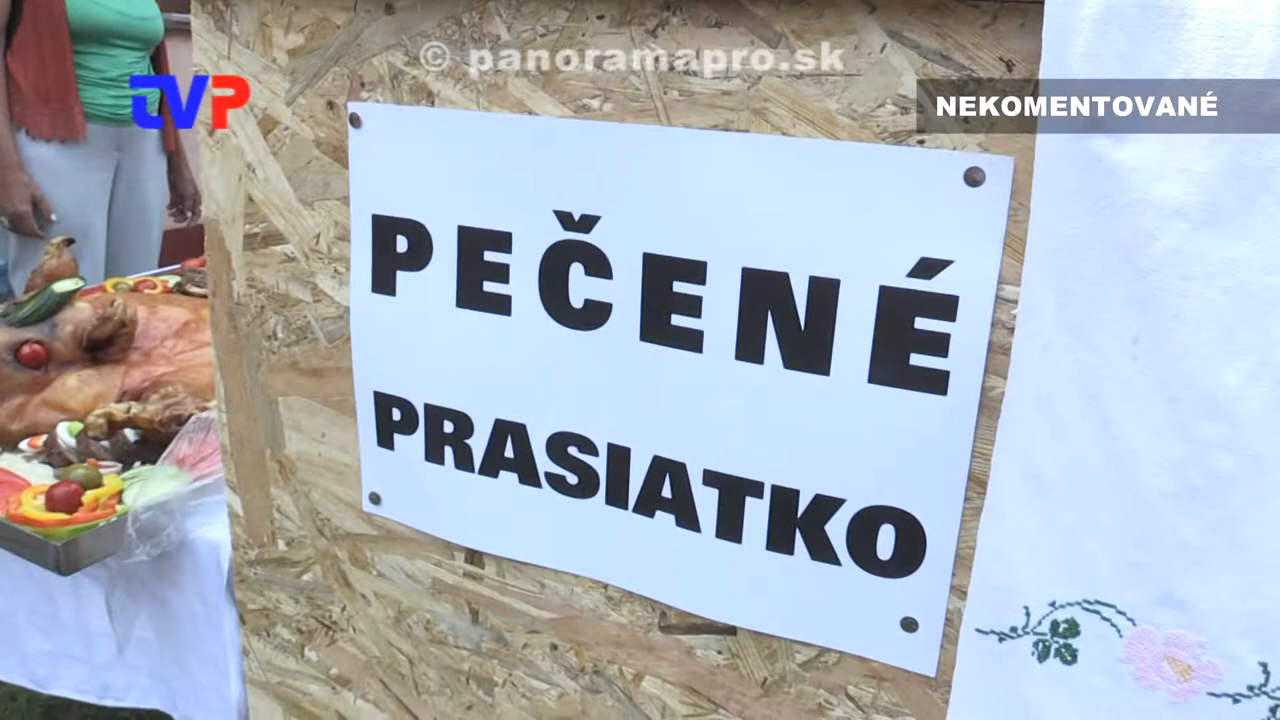 © panoramapro.sk
TVP
NEKOMENTOVANÉ
PEČENÉ
PRASIATKO